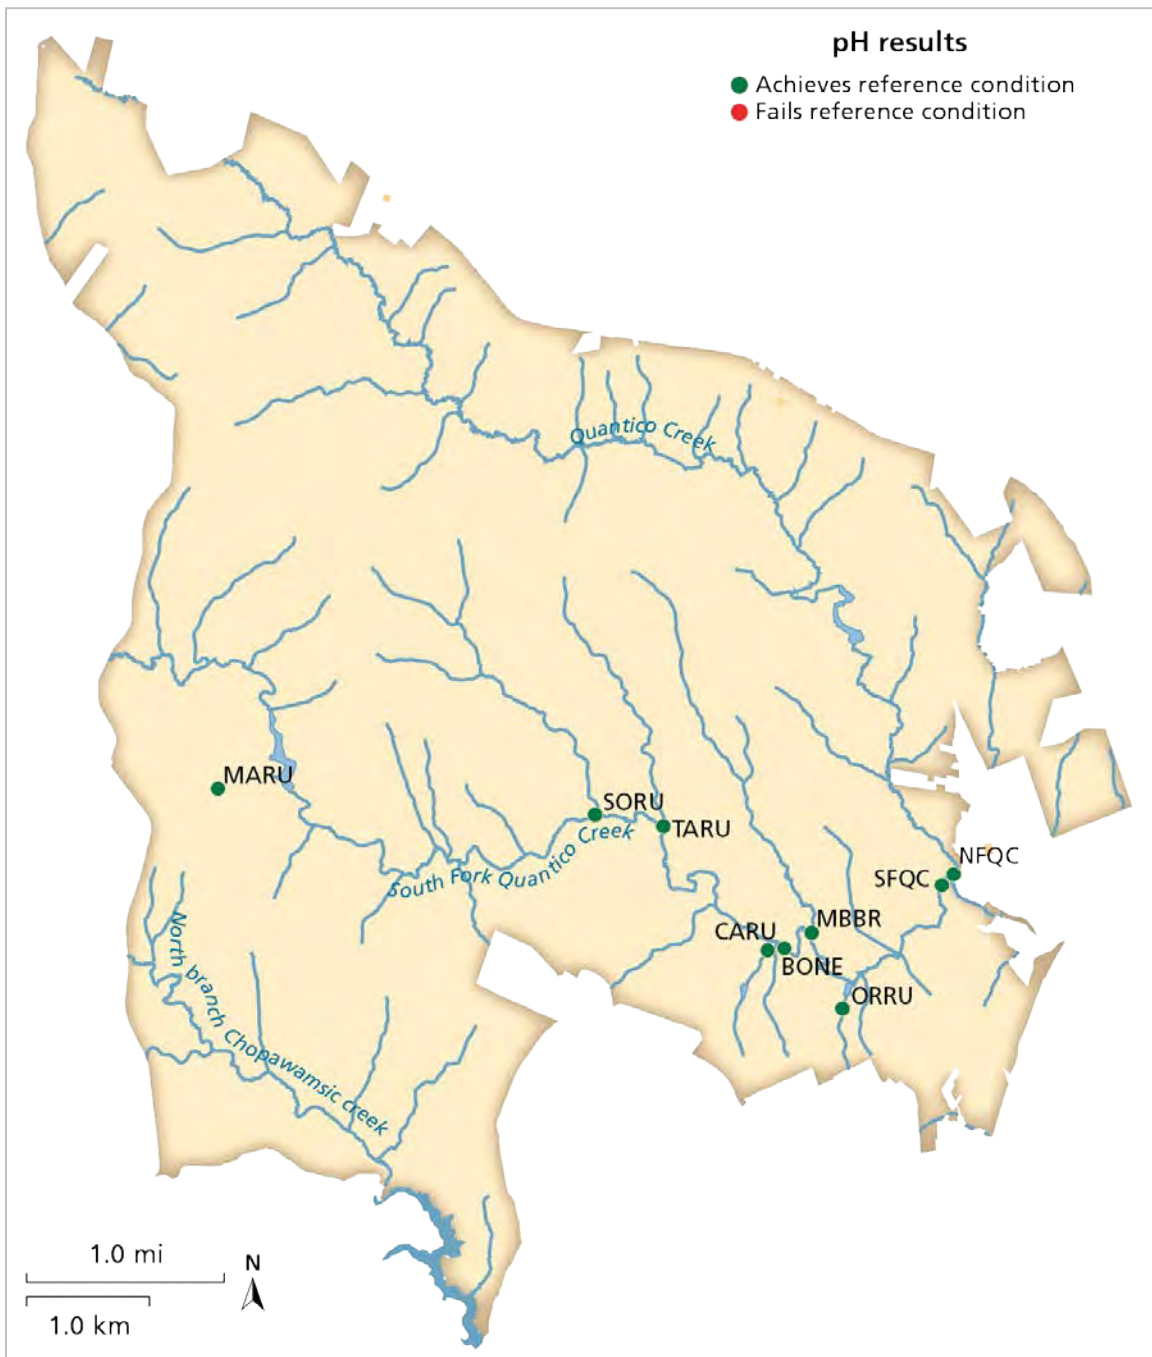 pH results
Achieves reference condition
Fails reference condition
Quantico Creek
MARU
SORU
TARU
South Fork Quantico Creek
NFQC
SFQC
MBBR
CARU
BONE
ORRU
North branch Chopawamsic creek
1.0 mi
N
1.0 km